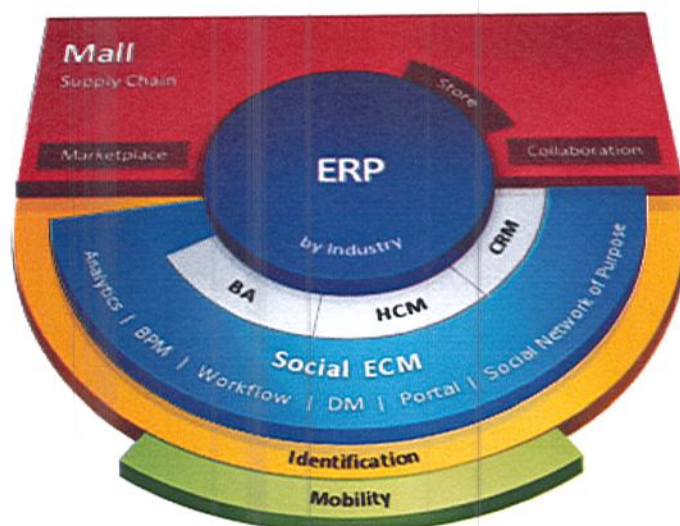 Mall
Supply Chain
Store
Marketplace
Collaboration
ERP
by Industry
BA
HCM
CRM
Social ECM
Analytics | BPM | Workflow | DM | Portal | Social Network of Purpose
Identification
Mobility